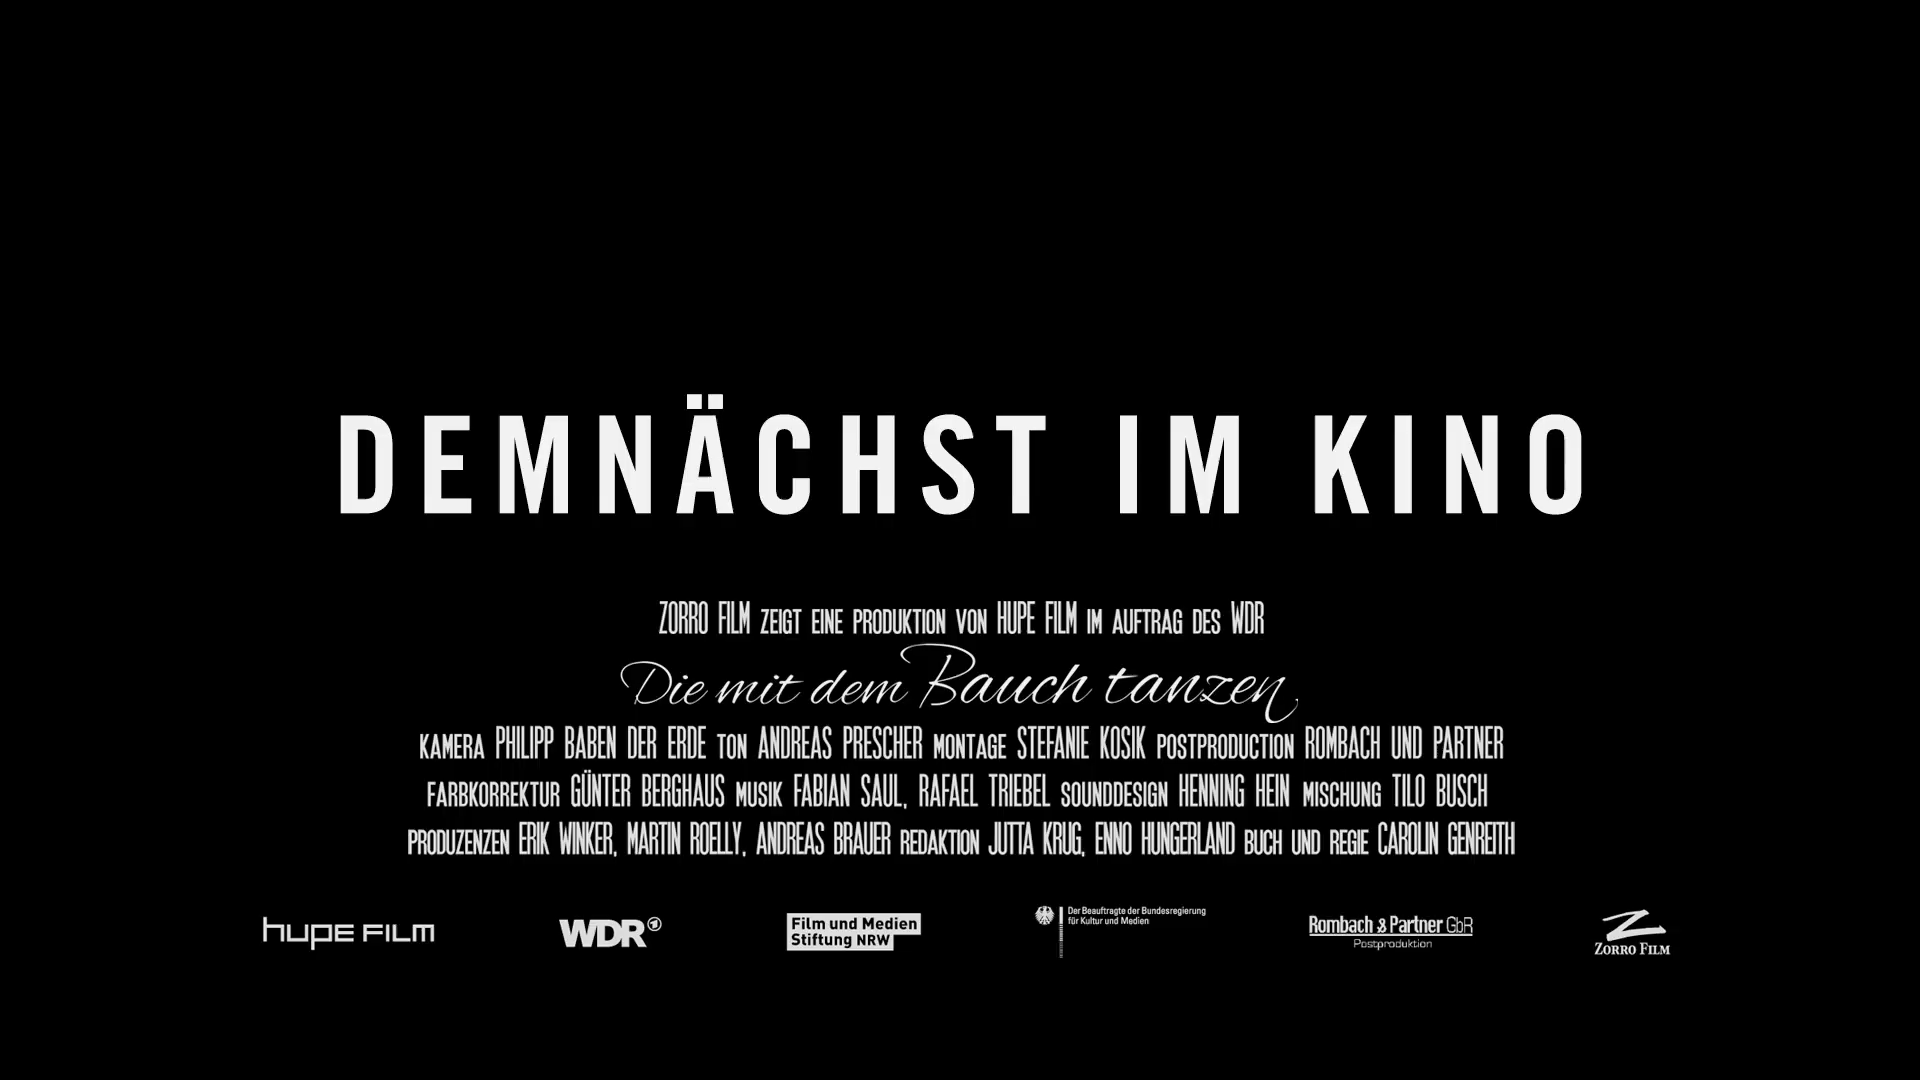 DEMNÄCHST IM KINO
ZORRO FILM ZEIGT EINE PRODUKTION VON HUPE FILM IM AUFTRAG DES WDR
Die mit dem Bauch tanzen
KAMERA PHILIPP BABEN DER ERDE TON ANDREAS PRESCHER MONTAGE STEFANIE KOSIK POSTPRODUCTION ROMBACH UND PARTNER
FARBKORREKTUR GÜNTER BERGHAUS MUSIK FABIAN SAUL, RAFAEL TRIEBEL SOUNDDESIGN HENNING HEIN MISCHUNG TILO BUSCH
PRODUZENZEN ERIK WINKER, MARTIN ROELLY, ANDREAS BRAUER REDAKTION JUTTA KRUG, ENNO HUNGERLAND BUCH UND REGIE CAROLIN GENREITH
hupe FILM
WDR
Film und Medien
Stiftung NRW
Der Beauftragte der Bundesregierung
für Kultur und Medien
Rombach & Partner GbR
Postproduktion
Z
ZORRO FILM